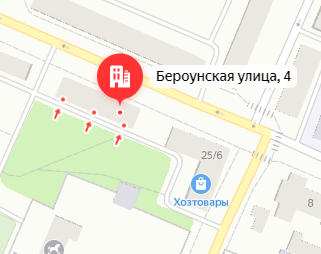 Бероунская улица, 4
25/6
Хозтовары
8